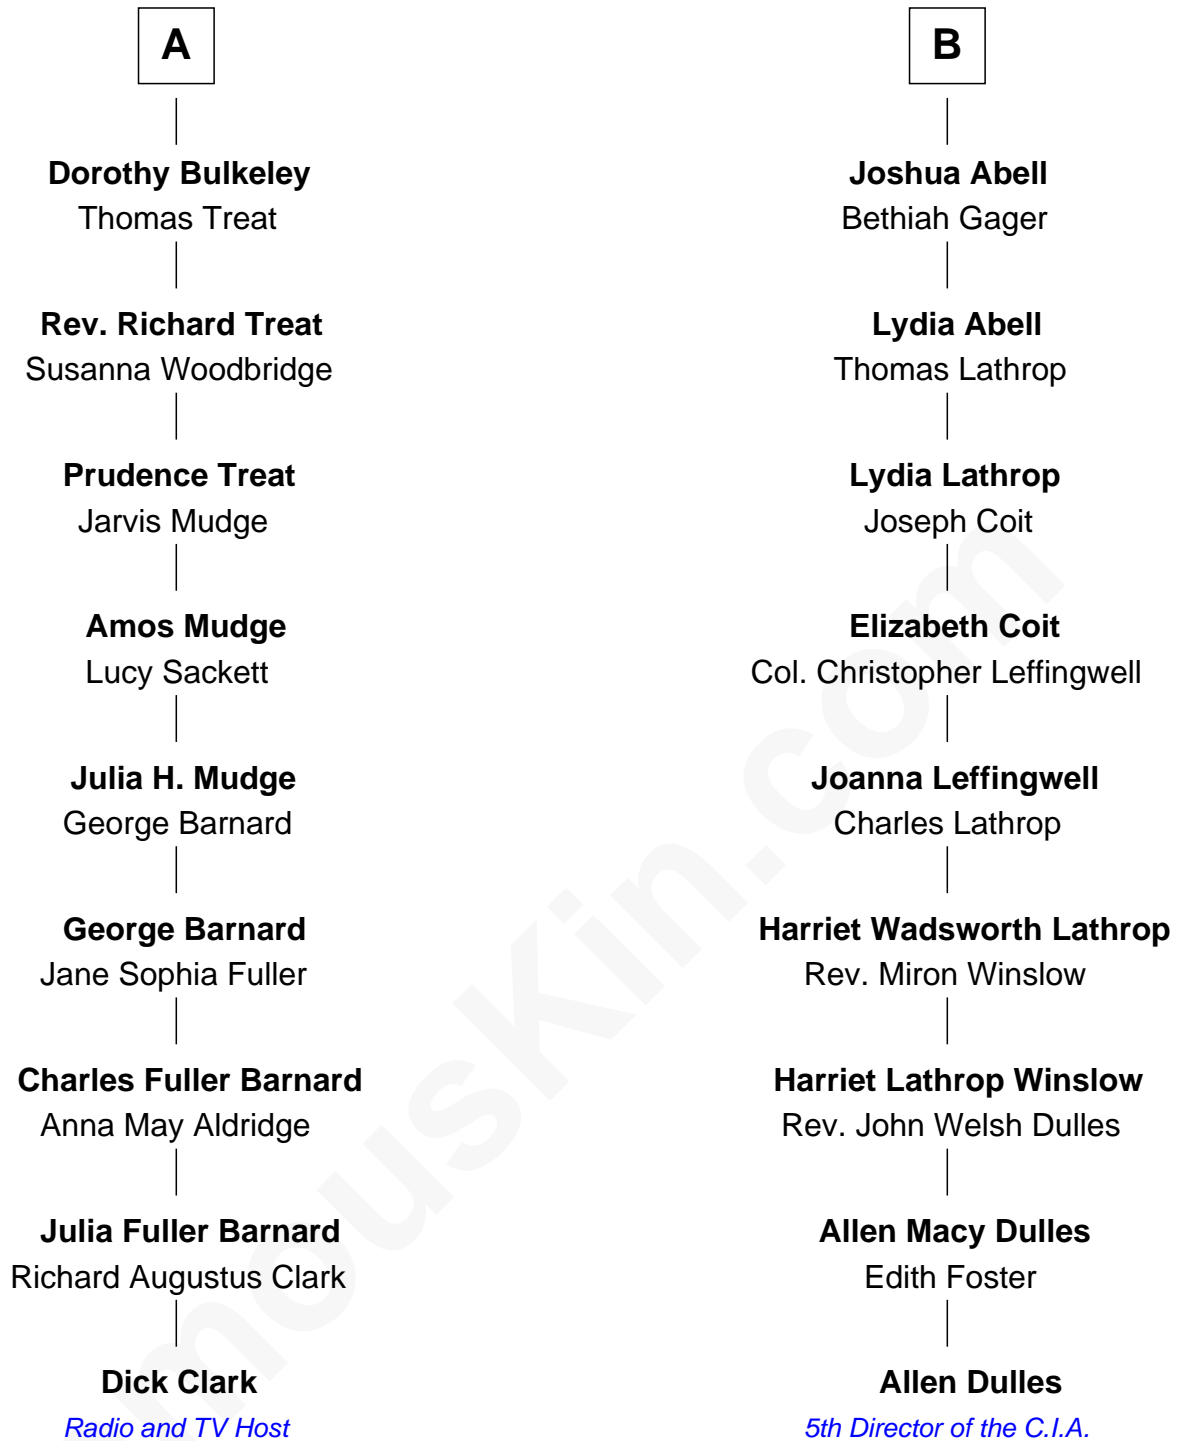 A
Dorothy Bulkeley
Thomas Treat
Rev. Richard Treat
Susanna Woodbridge
Prudence Treat
Jarvis Mudge
Amos Mudge
Lucy Sackett
Julia H. Mudge
George Barnard
George Barnard
Jane Sophia Fuller
Charles Fuller Barnard
Anna May Aldridge
Julia Fuller Barnard
Richard Augustus Clark
Dick Clark
Radio and TV Host
B
Joshua Abell
Bethiah Gager
Lydia Abell
Thomas Lathrop
Lydia Lathrop
Joseph Coit
Elizabeth Coit
Col. Christopher Leffingwell
Joanna Leffingwell
Charles Lathrop
Harriet Wadsworth Lathrop
Rev. Miron Winslow
Harriet Lathrop Winslow
Rev. John Welsh Dulles
Allen Macy Dulles
Edith Foster
Allen Dulles
5th Director of the C.I.A.
mousKin.com